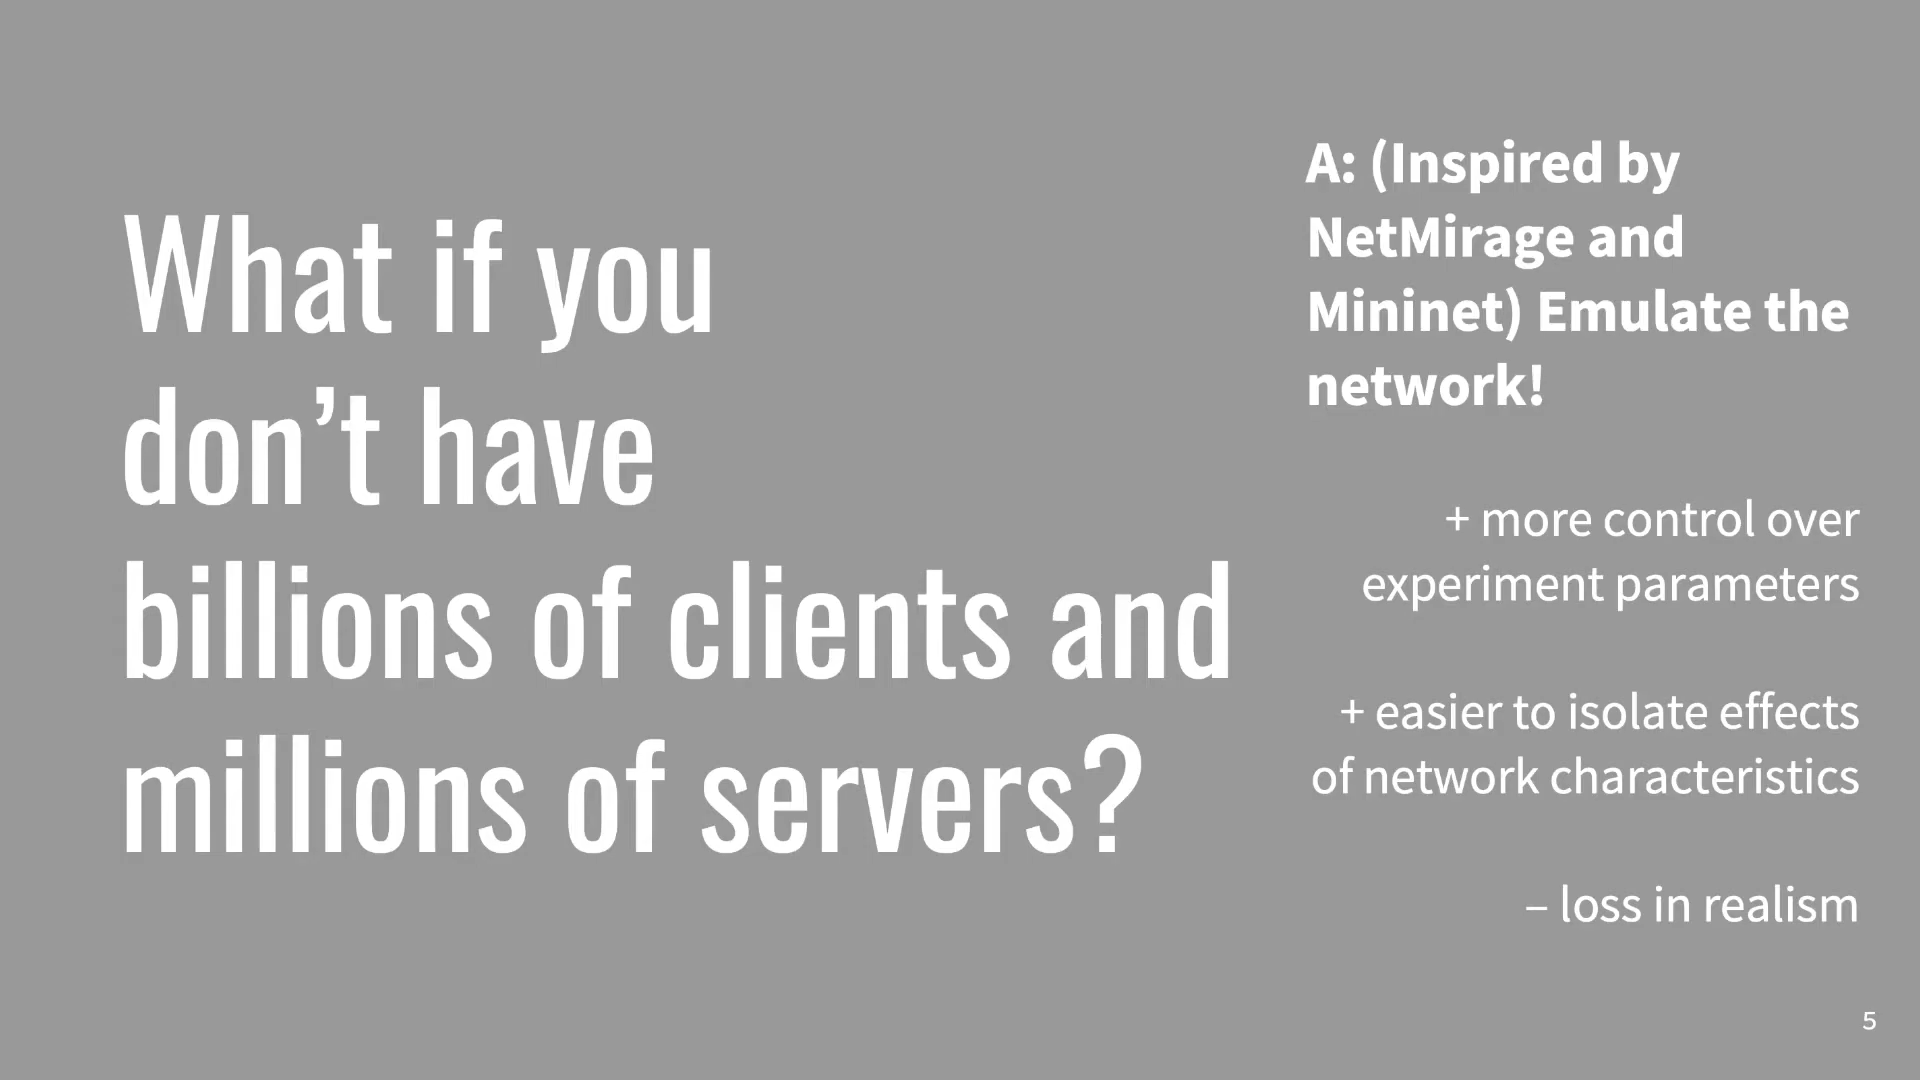 What if you
don’t have
billions of clients and
millions of servers?
A: (Inspired by
NetMirage and
Mininet) Emulate the
network!
+ more control over
experiment parameters
+ easier to isolate effects
of network characteristics
– loss in realism
5